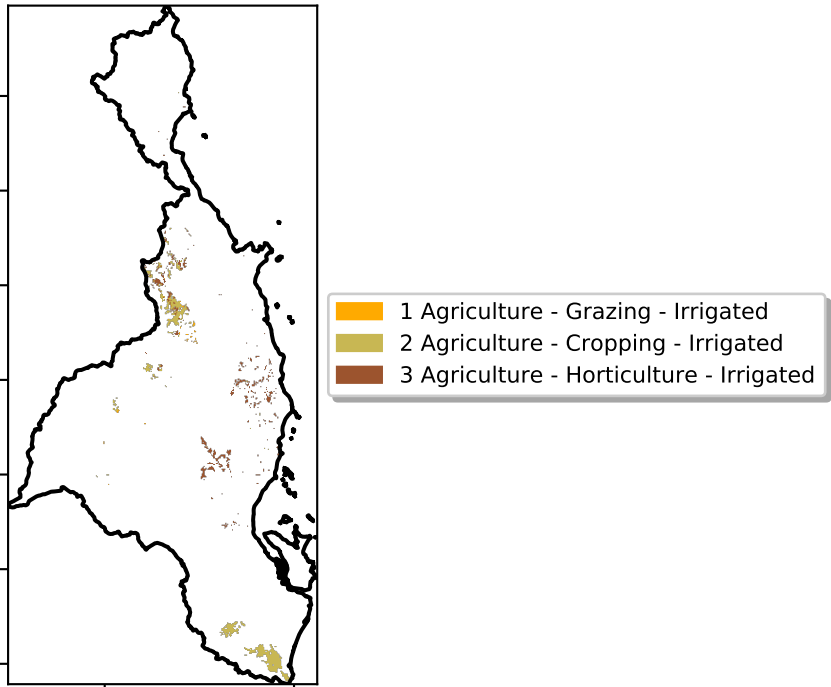 1 Agriculture - Grazing - Irrigated
2 Agriculture - Cropping - Irrigated
3 Agriculture - Horticulture - Irrigated